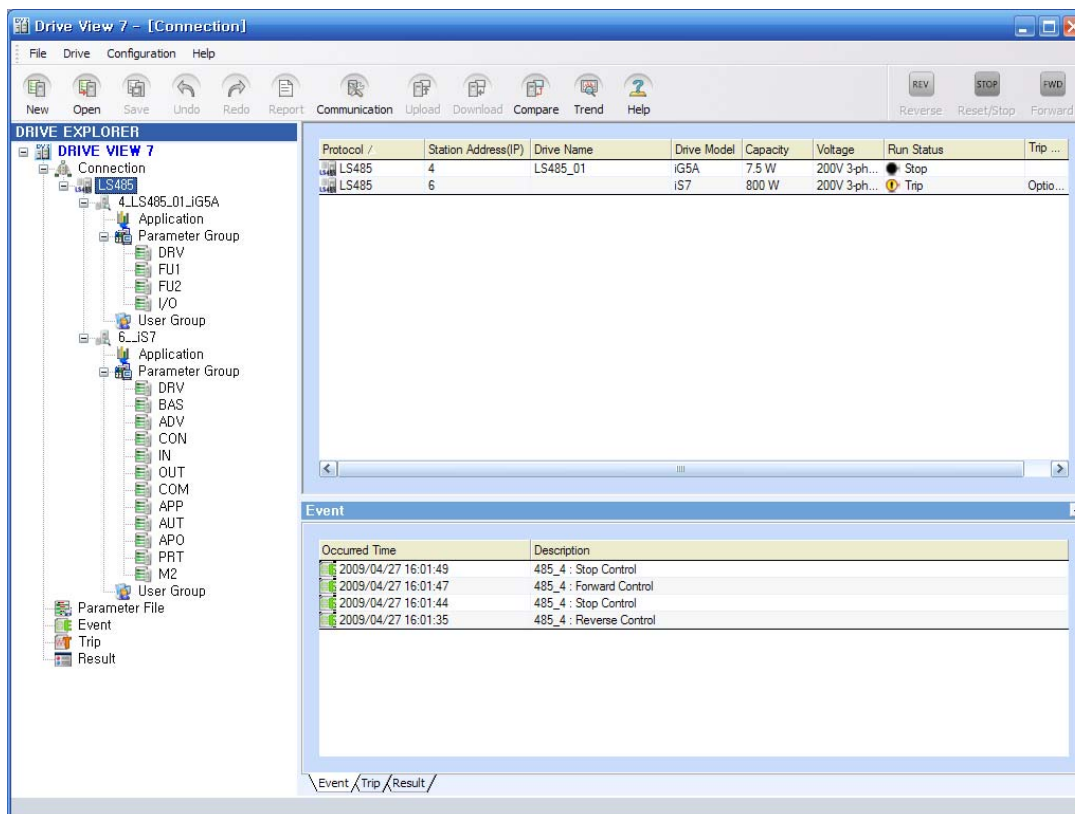 Drive View 7 - [Connection]
File Drive Configuration Help
New Open Save Undo Redo Report Communication Upload Download Compare Trend Help REV Reverse STOP Reset/Stop FWD Forward
DRIVE EXPLORER
DRIVE VIEW 7
Connection
LS485
4_LS485_01_iG5A
Application
Parameter Group
DRV
FU1
FU2
I/O
User Group
6__iS7
Application
Parameter Group
DRV
BAS
ADV
CON
IN
OUT
COM
APP
AUT
APO
PRT
M2
User Group
Parameter File
Event
Trip
Result
Protocol / Station Address(IP) Drive Name Drive Model Capacity Voltage Run Status Trip ...
LS485 4 LS485_01 iG5A 7.5 W 200V 3-ph... Stop
LS485 6 iS7 800 W 200V 3-ph... Trip Optio...
Event
Occurred Time Description
2009/04/27 16:01:49 485_4 : Stop Control
2009/04/27 16:01:47 485_4 : Forward Control
2009/04/27 16:01:44 485_4 : Stop Control
2009/04/27 16:01:35 485_4 : Reverse Control
Event Trip Result